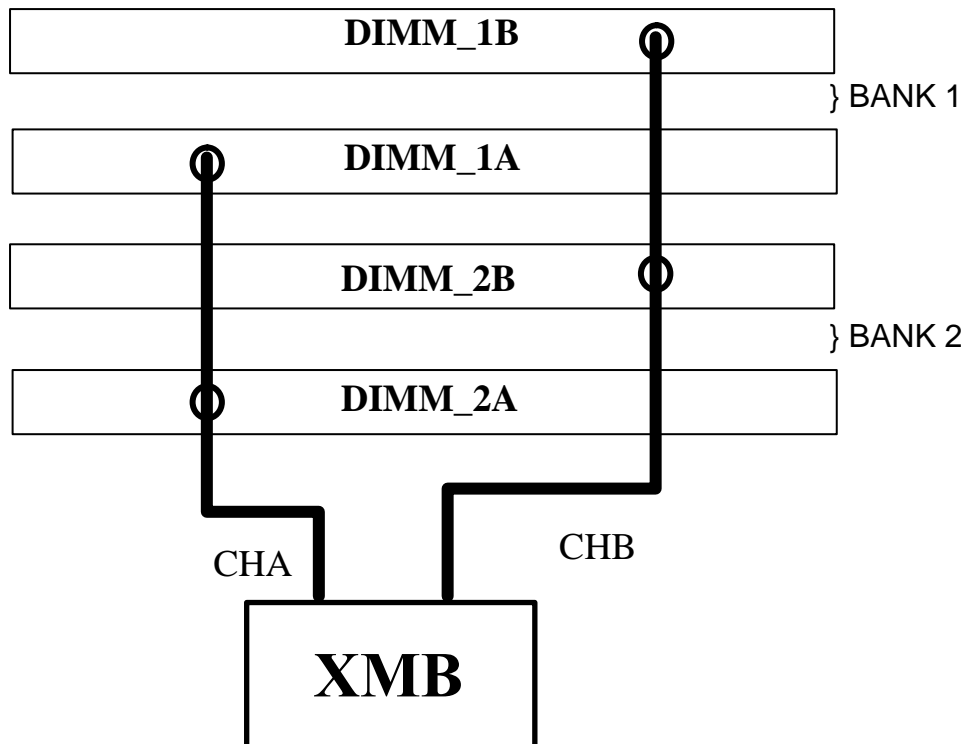 DIMM_1B
} BANK 1
DIMM_1A
DIMM_2B
} BANK 2
DIMM_2A
CHA
CHB
XMB